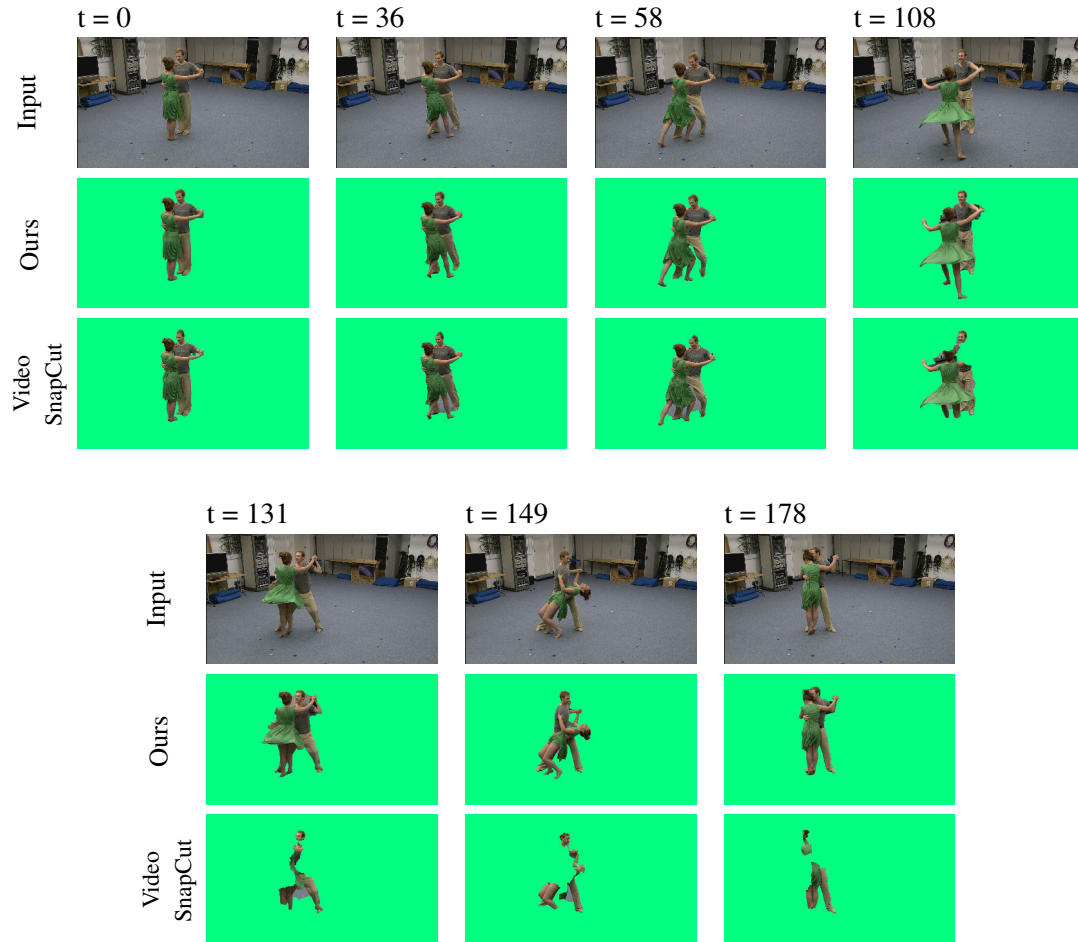 t = 0
t = 36
t = 58
t = 108
Input
Ours
Video
SnapCut
t = 131
t = 149
t = 178
Input
Ours
Video
SnapCut